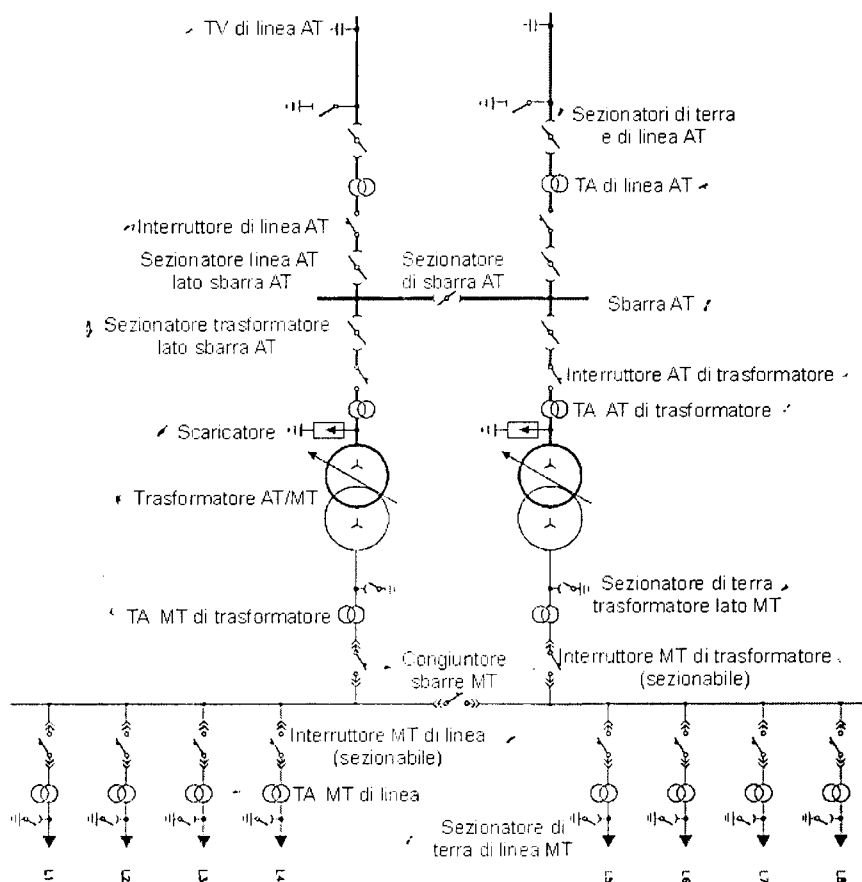 TV di linea AT
Sezionatori di terra
e di linea AT
TA di linea AT
Interruttore di linea AT
Sezionatore linea AT
lato sbarra AT
Sezionatore
di sbarra AT
Sbarra AT
Sezionatore trasformatore
lato sbarra AT
Interruttore AT di trasformatore
TA AT di trasformatore
Scaricatore
Trasformatore AT/MT
Sezionatore di terra
trasformatore lato MT
TA MT di trasformatore
Congiuntore
sbarre MT
Interruttore MT di trasformatore
(sezionabile)
Interruttore MT di linea
(sezionabile)
TA MT di linea
Sezionatore di
terra di linea MT